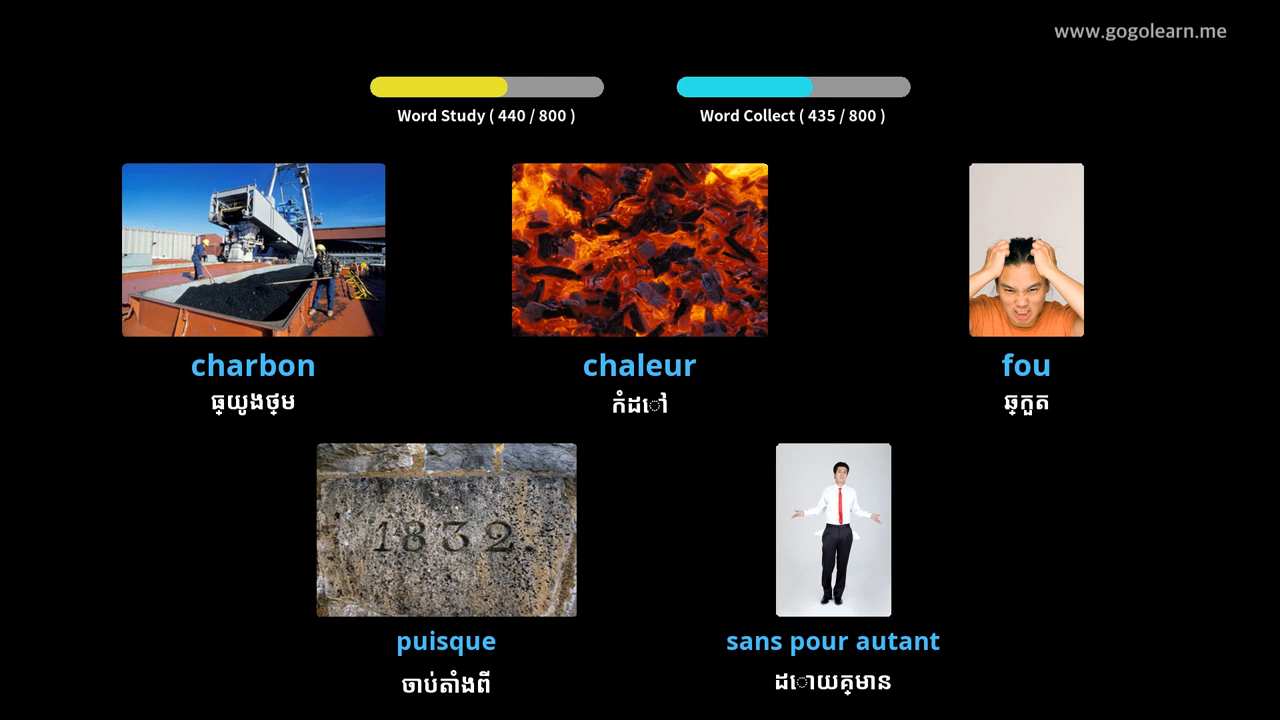 www.gogolearn.me
Word Study ( 440 / 800 )
Word Collect ( 435 / 800 )
charbon
ធ្យូងថ្ម
chaleur
កំដៅ
fou
ឆ្កួត
1832
puisque
ចាប់តាំងពី
sans pour autant
ដោយគ្មាន